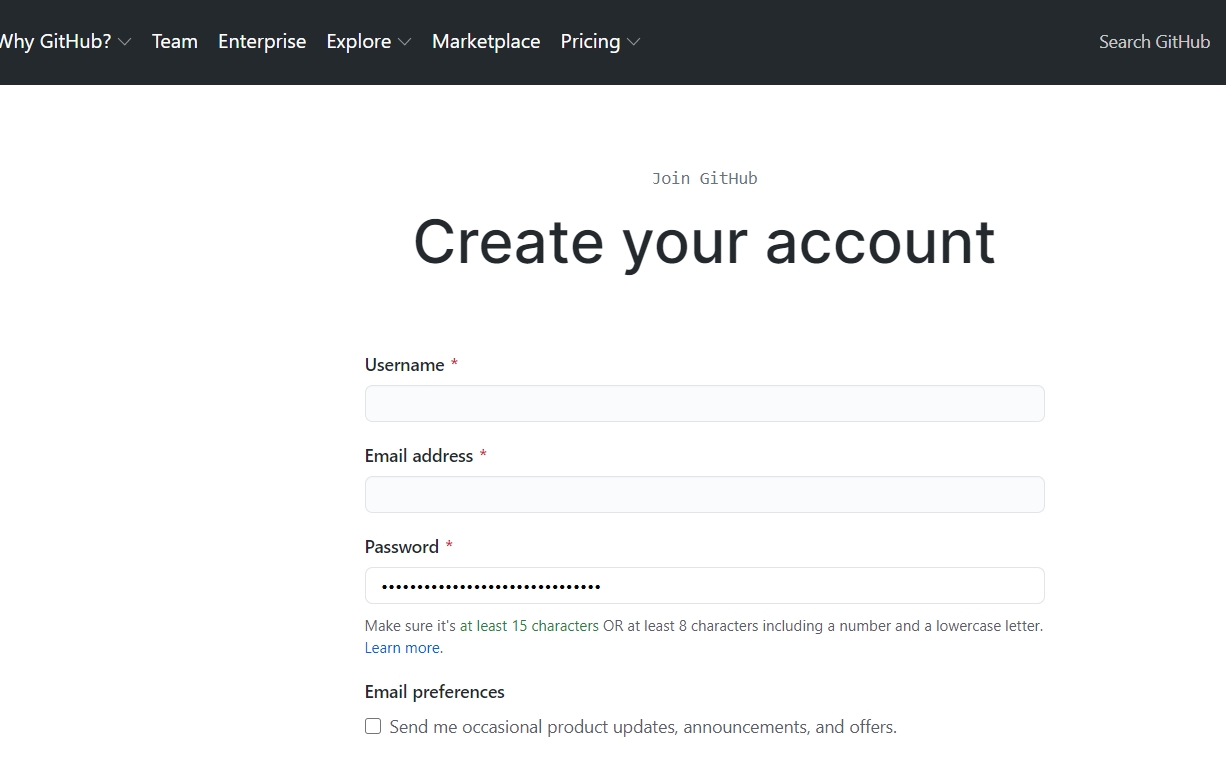 Why GitHub? Team Enterprise Explore Marketplace Pricing Search GitHub
Join GitHub
Create your account
Username *
Email address *
Password *
••••••••••••••••••••••••••••••••
Make sure it's at least 15 characters OR at least 8 characters including a number and a lowercase letter.
Learn more.
Email preferences
Send me occasional product updates, announcements, and offers.